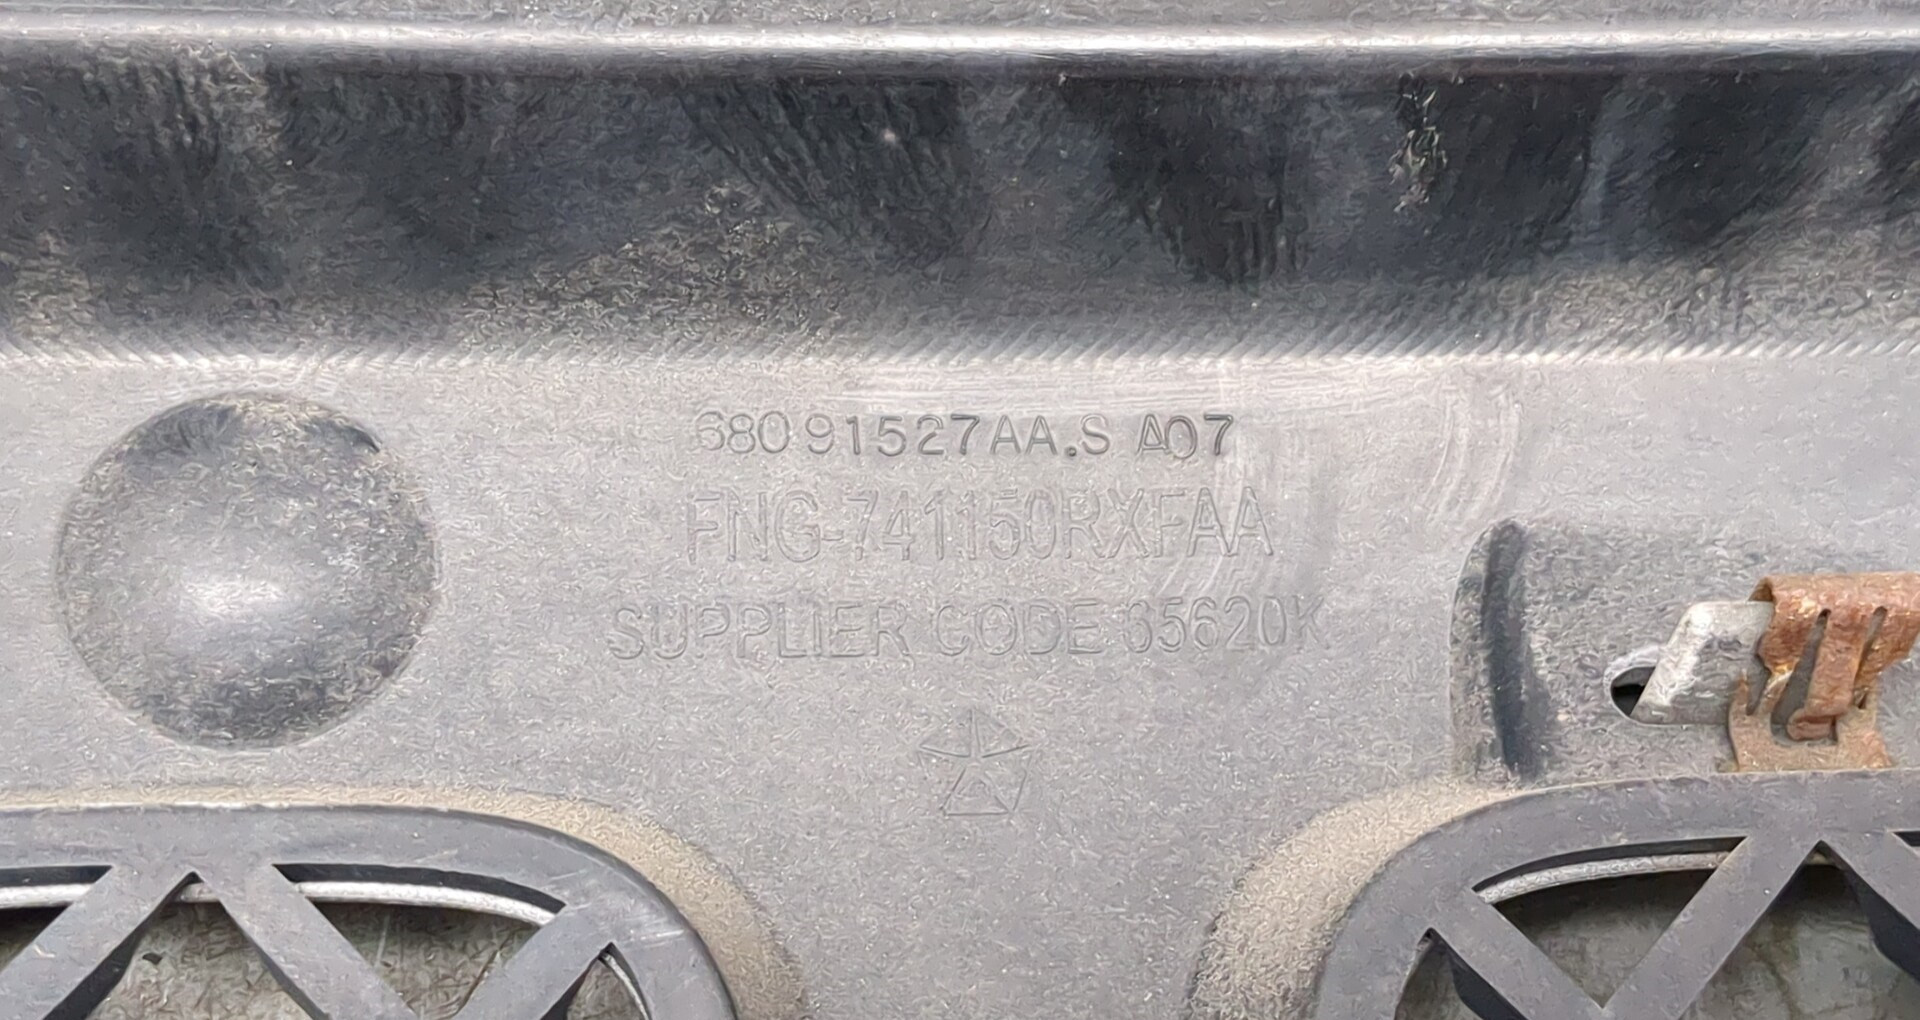 68091527AA.S A07
FNG-741150RXFAA
SUPPLIER CODE 65620K